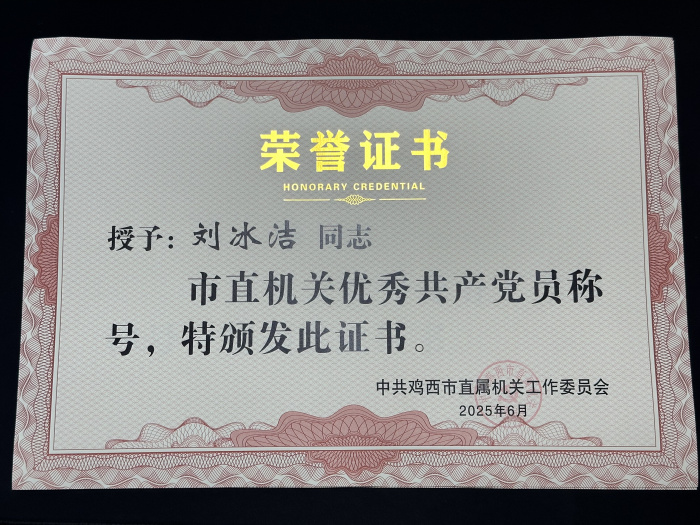 荣誉证书
HONORARY CREDENTIAL
授予：刘冰洁 同志
市直机关优秀共产党员称
号，特颁发此证书。
中共鸡西市直属机关工作委员会
2025年6月